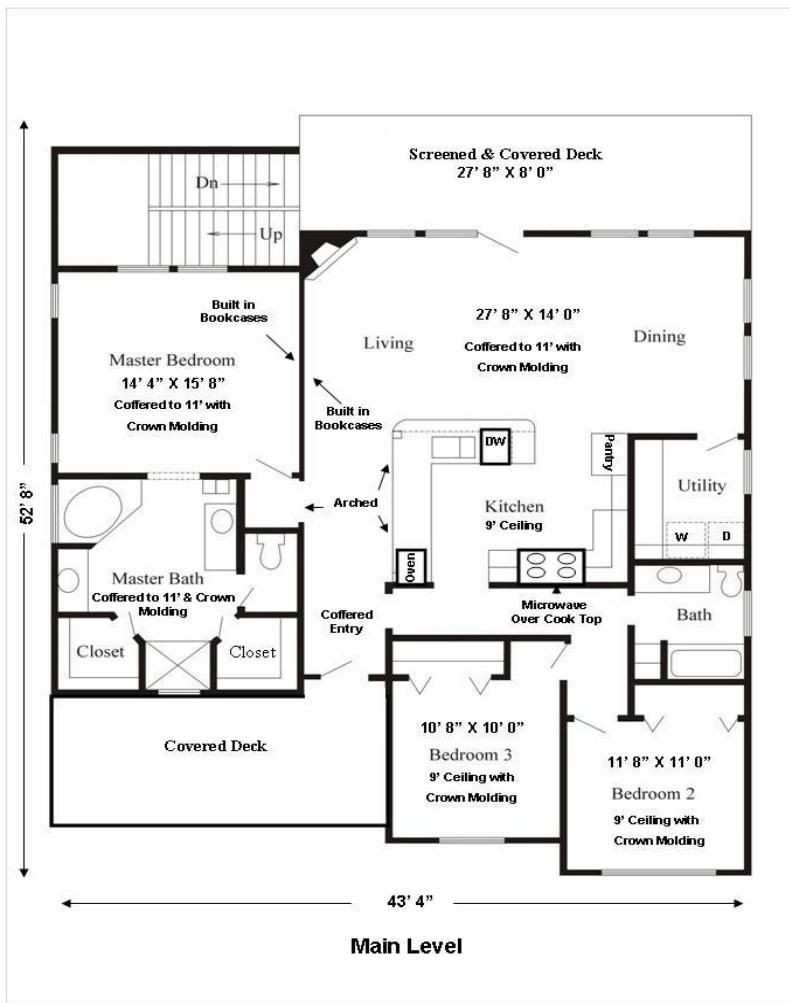 Screened & Covered Deck
27' 8" X 8' 0"
Dn
Up
Built in
Bookcases
27' 8" X 14' 0"
Living
Dining
Coffered to 11' with
Crown Molding
Master Bedroom
14' 4" X 15' 8"
Coffered to 11' with
Crown Molding
Built in
Bookcases
DW
Pantry
Utility
Arched
Kitchen
9' Ceiling
W
D
52' 8"
Oven
Master Bath
Coffered to 11' & Crown
Molding
Microwave
Over Cook Top
Coffered
Entry
Bath
Closet
Closet
10' 8" X 10' 0"
Bedroom 3
9' Ceiling with
Crown Molding
Covered Deck
11' 8" X 11' 0"
Bedroom 2
9' Ceiling with
Crown Molding
43' 4"
Main Level